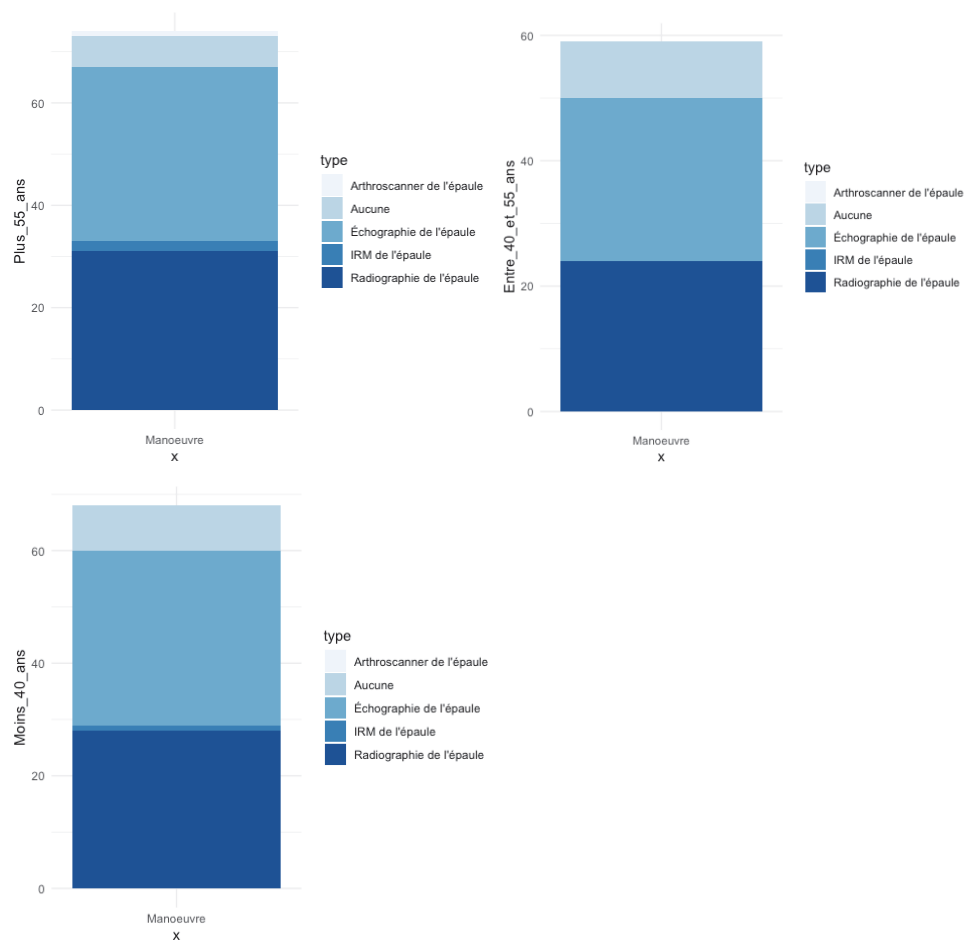 Plus_55_ans
60
40
20
0
Manoeuvre
x
type
Arthroscanner de l'épaule
Aucune
Échographie de l'épaule
IRM de l'épaule
Radiographie de l'épaule
Entre_40_et_55_ans
60
40
20
0
Manoeuvre
x
type
Arthroscanner de l'épaule
Aucune
Échographie de l'épaule
IRM de l'épaule
Radiographie de l'épaule
Moins_40_ans
60
40
20
0
Manoeuvre
x
type
Arthroscanner de l'épaule
Aucune
Échographie de l'épaule
IRM de l'épaule
Radiographie de l'épaule